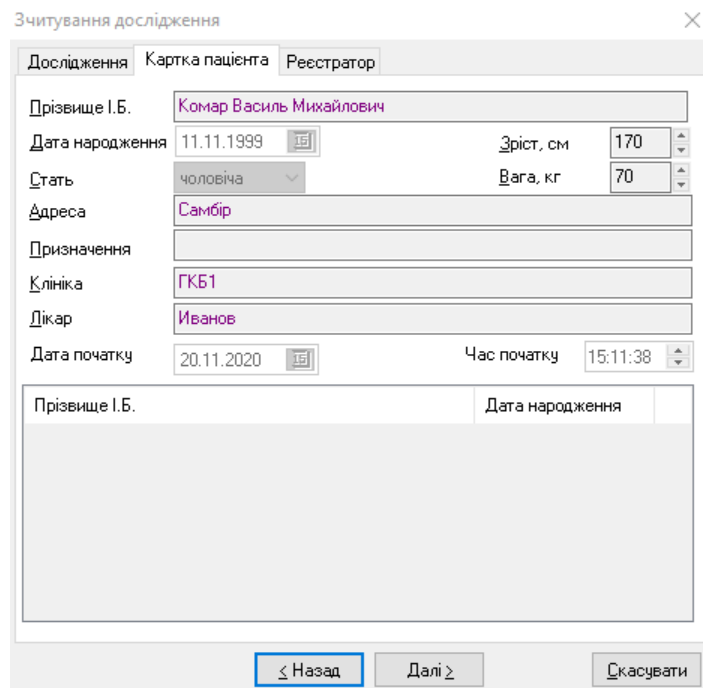 Зчитування дослідження
Дослідження Картка пацієнта Реєстратор
Прізвище І.Б. Комар Василь Михайлович
Дата народження 11.11.1999 15 Зріст, см 170
Стать чоловіча Вага, кг 70
Адреса Самбір
Призначення
Клініка ГКБ1
Лікар Иванов
Дата початку 20.11.2020 15 Час початку 15:11:38
Прізвище І.Б. Дата народження
< Назад Далі > Скасувати